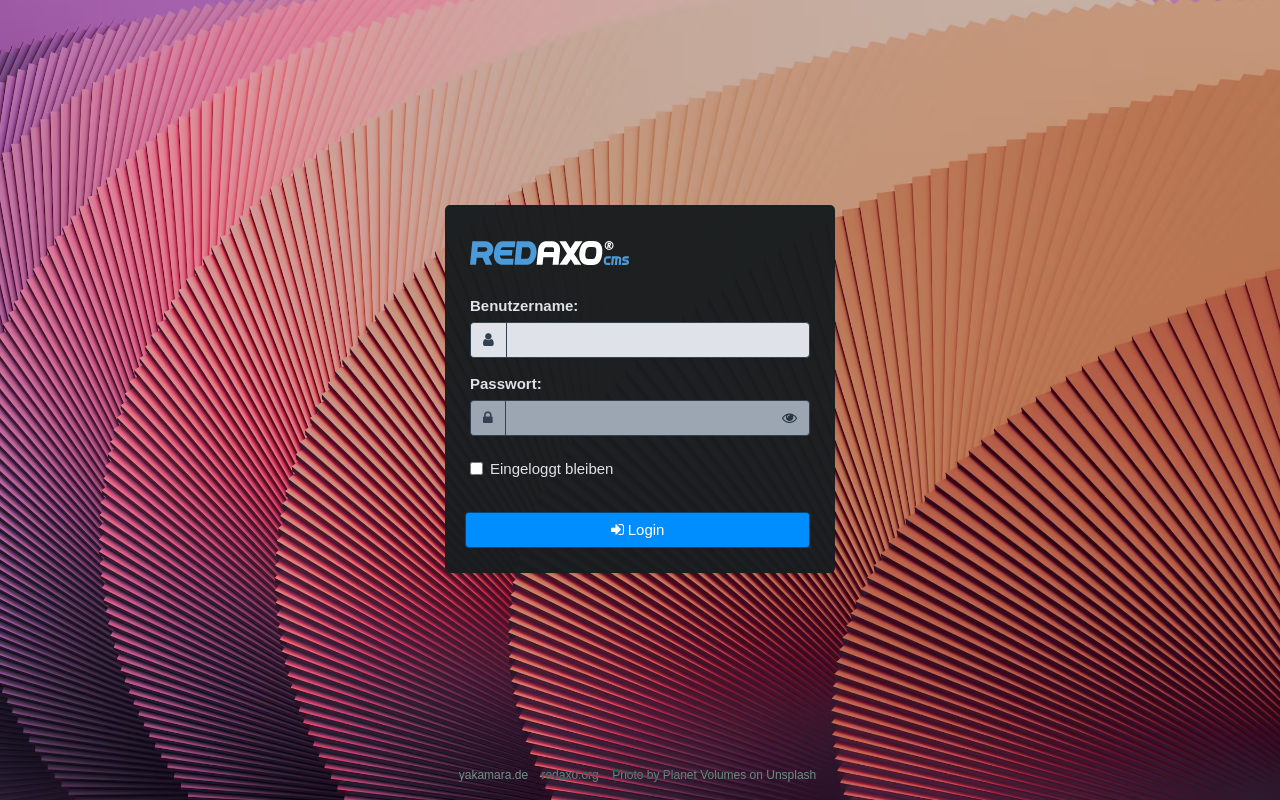 REDAXO® cms
Benutzername:
Passwort:
Eingeloggt bleiben
Login
yakamara.de redaxo.org Photo by Planet Volumes on Unsplash